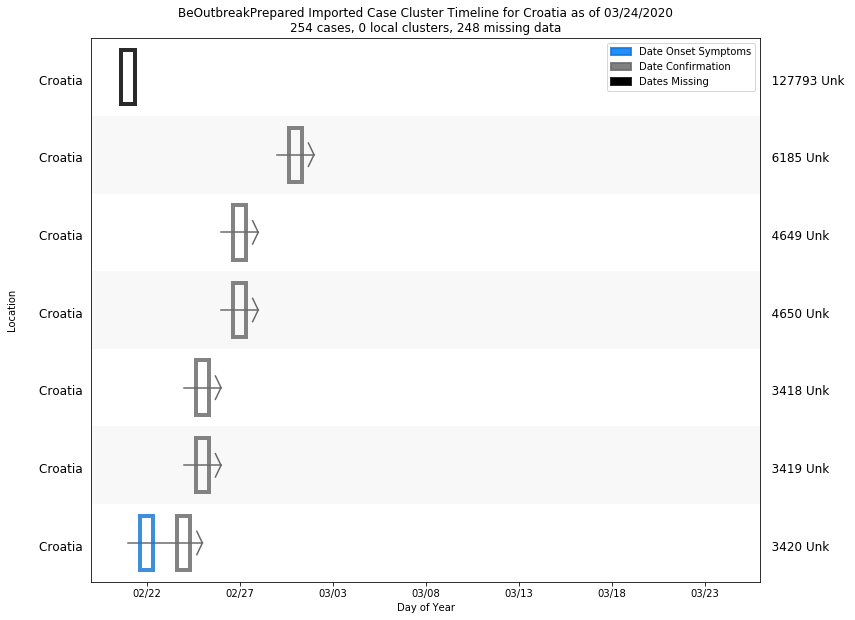 BeOutbreakPrepared Imported Case Cluster Timeline for Croatia as of 03/24/2020
254 cases, 0 local clusters, 248 missing data
Date Onset Symptoms
Date Confirmation
Dates Missing
Croatia
127793 Unk
Croatia
6185 Unk
Croatia
4649 Unk
Croatia
4650 Unk
Croatia
3418 Unk
Croatia
3419 Unk
Croatia
3420 Unk
Location
02/22
02/27
03/03
03/08
03/13
03/18
03/23
Day of Year